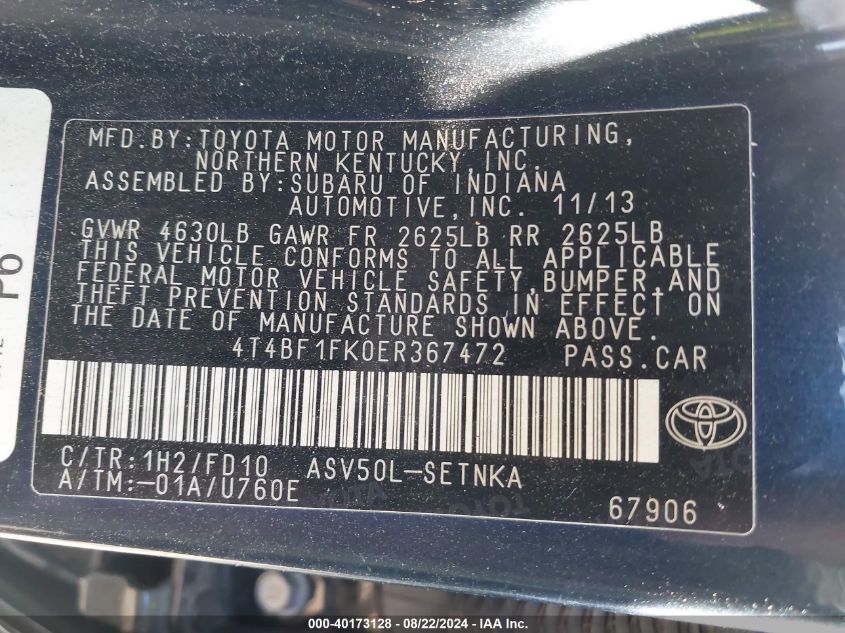 MFD.BY:TOYOTA MOTOR MANUFACTURING,
NORTHERN KENTUCKY,INC.
ASSEMBLED BY:SUBARU OF INDIANA
AUTOMOTIVE,INC. 11/13
GVWR 4630LB GAWR FR 2625LB RR 2625LB
THIS VEHICLE CONFORMS TO ALL APPLICABLE
FEDERAL MOTOR VEHICLE SAFETY,BUMPER,AND
THEFT PREVENTION STANDARDS IN EFFECT ON
THE DATE OF MANUFACTURE SHOWN ABOVE.
4T4BF1FK0ER367472 PASS.CAR
C/TR:1H2/FD10 ASV50L-SETNKA
A/TM:-01A/U760E
67906
000-40173128 - 08/22/2024 - IAA Inc.